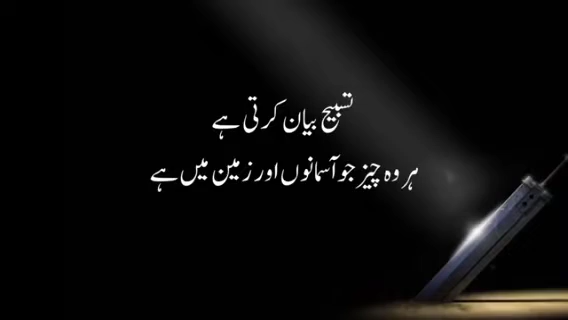 تسبیح بیان کرتی ہے
ہر وہ چیز جو آسمانوں اور زمین میں ہے